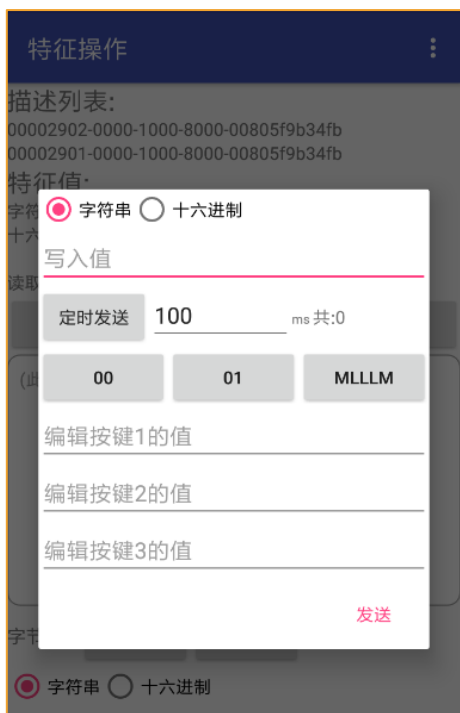 特征操作
描述列表:
00002902-0000-1000-8000-00805f9b34fb
00002901-0000-1000-8000-00805f9b34fb
特征值:
字符串 十六进制
写入值
定时发送 100 ms 共:0
00 01 MLLLM
编辑按键1的值
编辑按键2的值
编辑按键3的值
发送
字节
字符串 十六进制